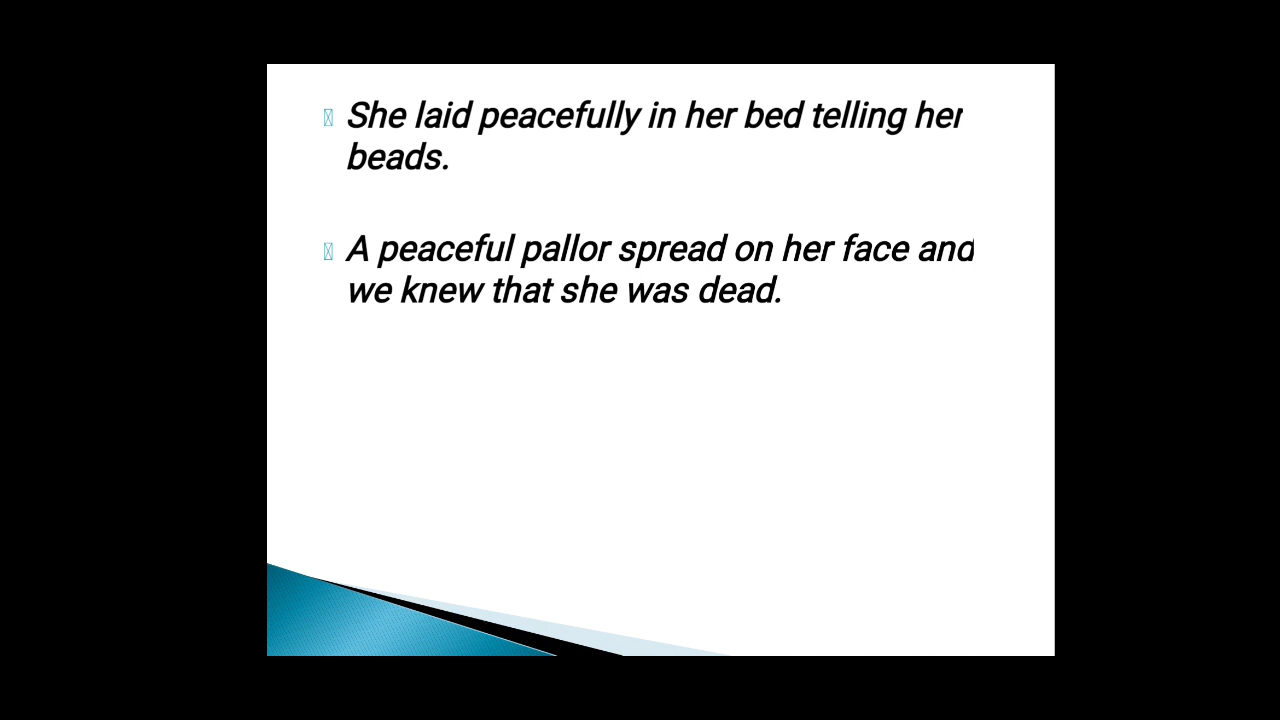 She laid peacefully in her bed telling her
beads.
A peaceful pallor spread on her face and
we knew that she was dead.